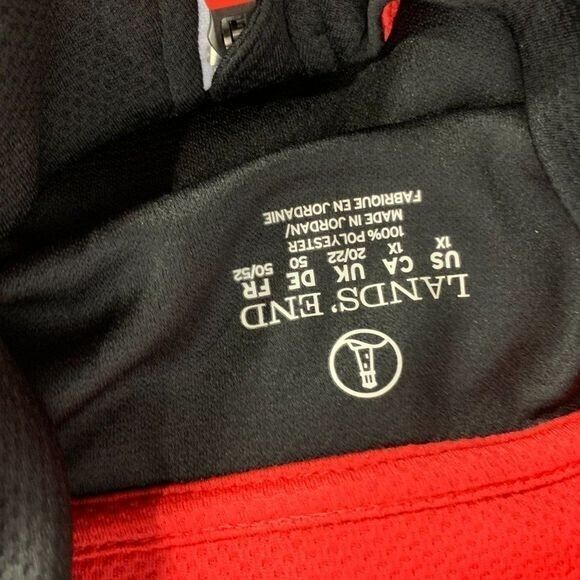 LANDS' END
US CA UK DE FR
1X 1X 20/22 50 50/52
100% POLYESTER
MADE IN JORDAN/
FABRIQUE EN JORDANIE